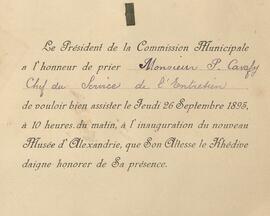 Le Président de la Commission Municipale
a l'honneur de prier Monsieur P. Cavafy
Chef du Service de l'Entretien
de vouloir bien assister le Jeudi 26 Septembre 1895,
à 10 heures du matin, à l'inauguration du nouveau
Musée d'Alexandrie, que Son Altesse le Khédive
daigne honorer de Sa présence.